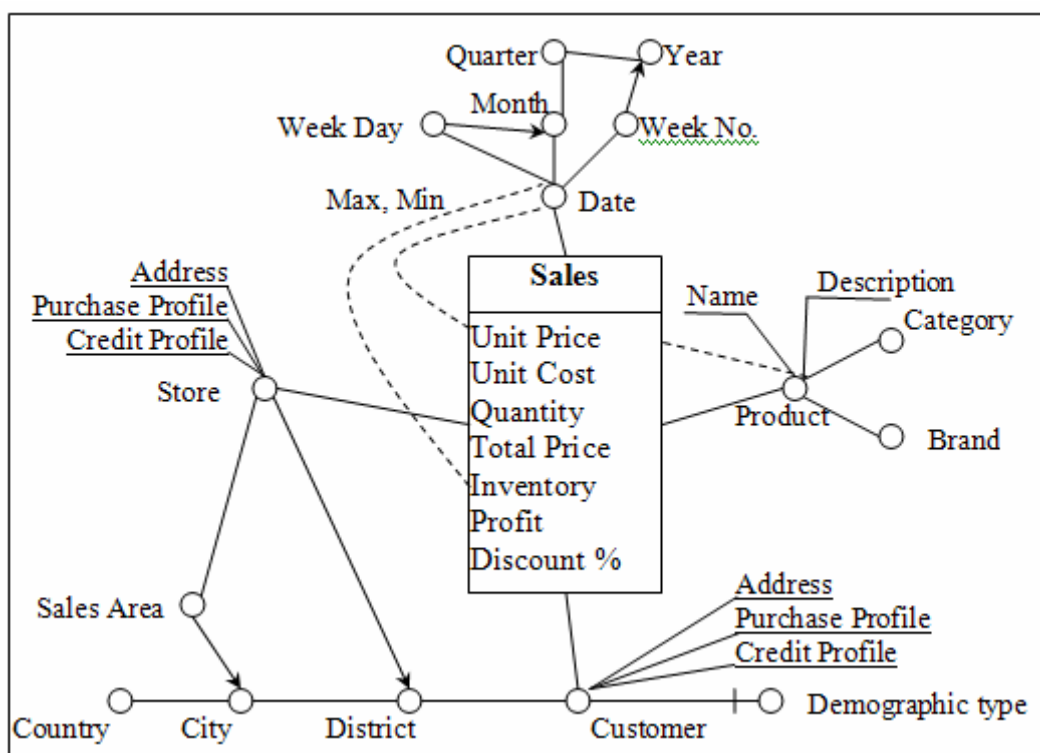 Quarter
Year
Month
Week Day
Week No.
Max, Min
Date
Address
Purchase Profile
Credit Profile
Store
Sales
Unit Price
Unit Cost
Quantity
Total Price
Inventory
Profit
Discount %
Name
Description
Category
Product
Brand
Sales Area
Address
Purchase Profile
Credit Profile
Country
City
District
Customer
Demographic type